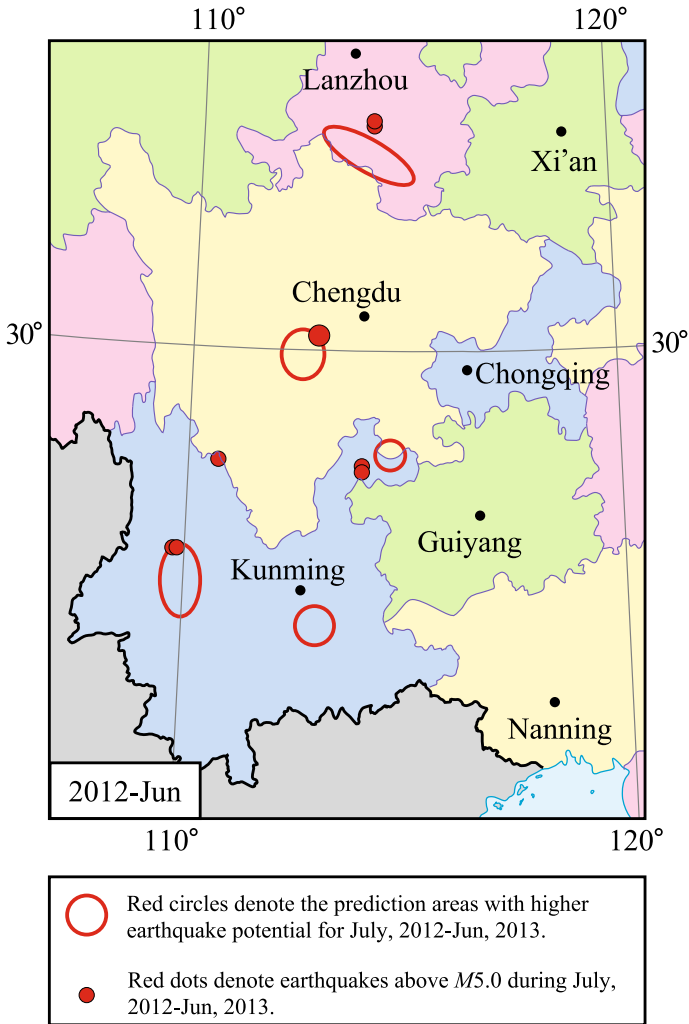 110° 120°
Lanzhou
Xi’an
Chengdu
30° 30°
Chongqing
Guiyang
Kunming
Nanning
2012-Jun
110° 120°
Red circles denote the prediction areas with higher
earthquake potential for July, 2012-Jun, 2013.
Red dots denote earthquakes above M5.0 during July,
2012-Jun, 2013.